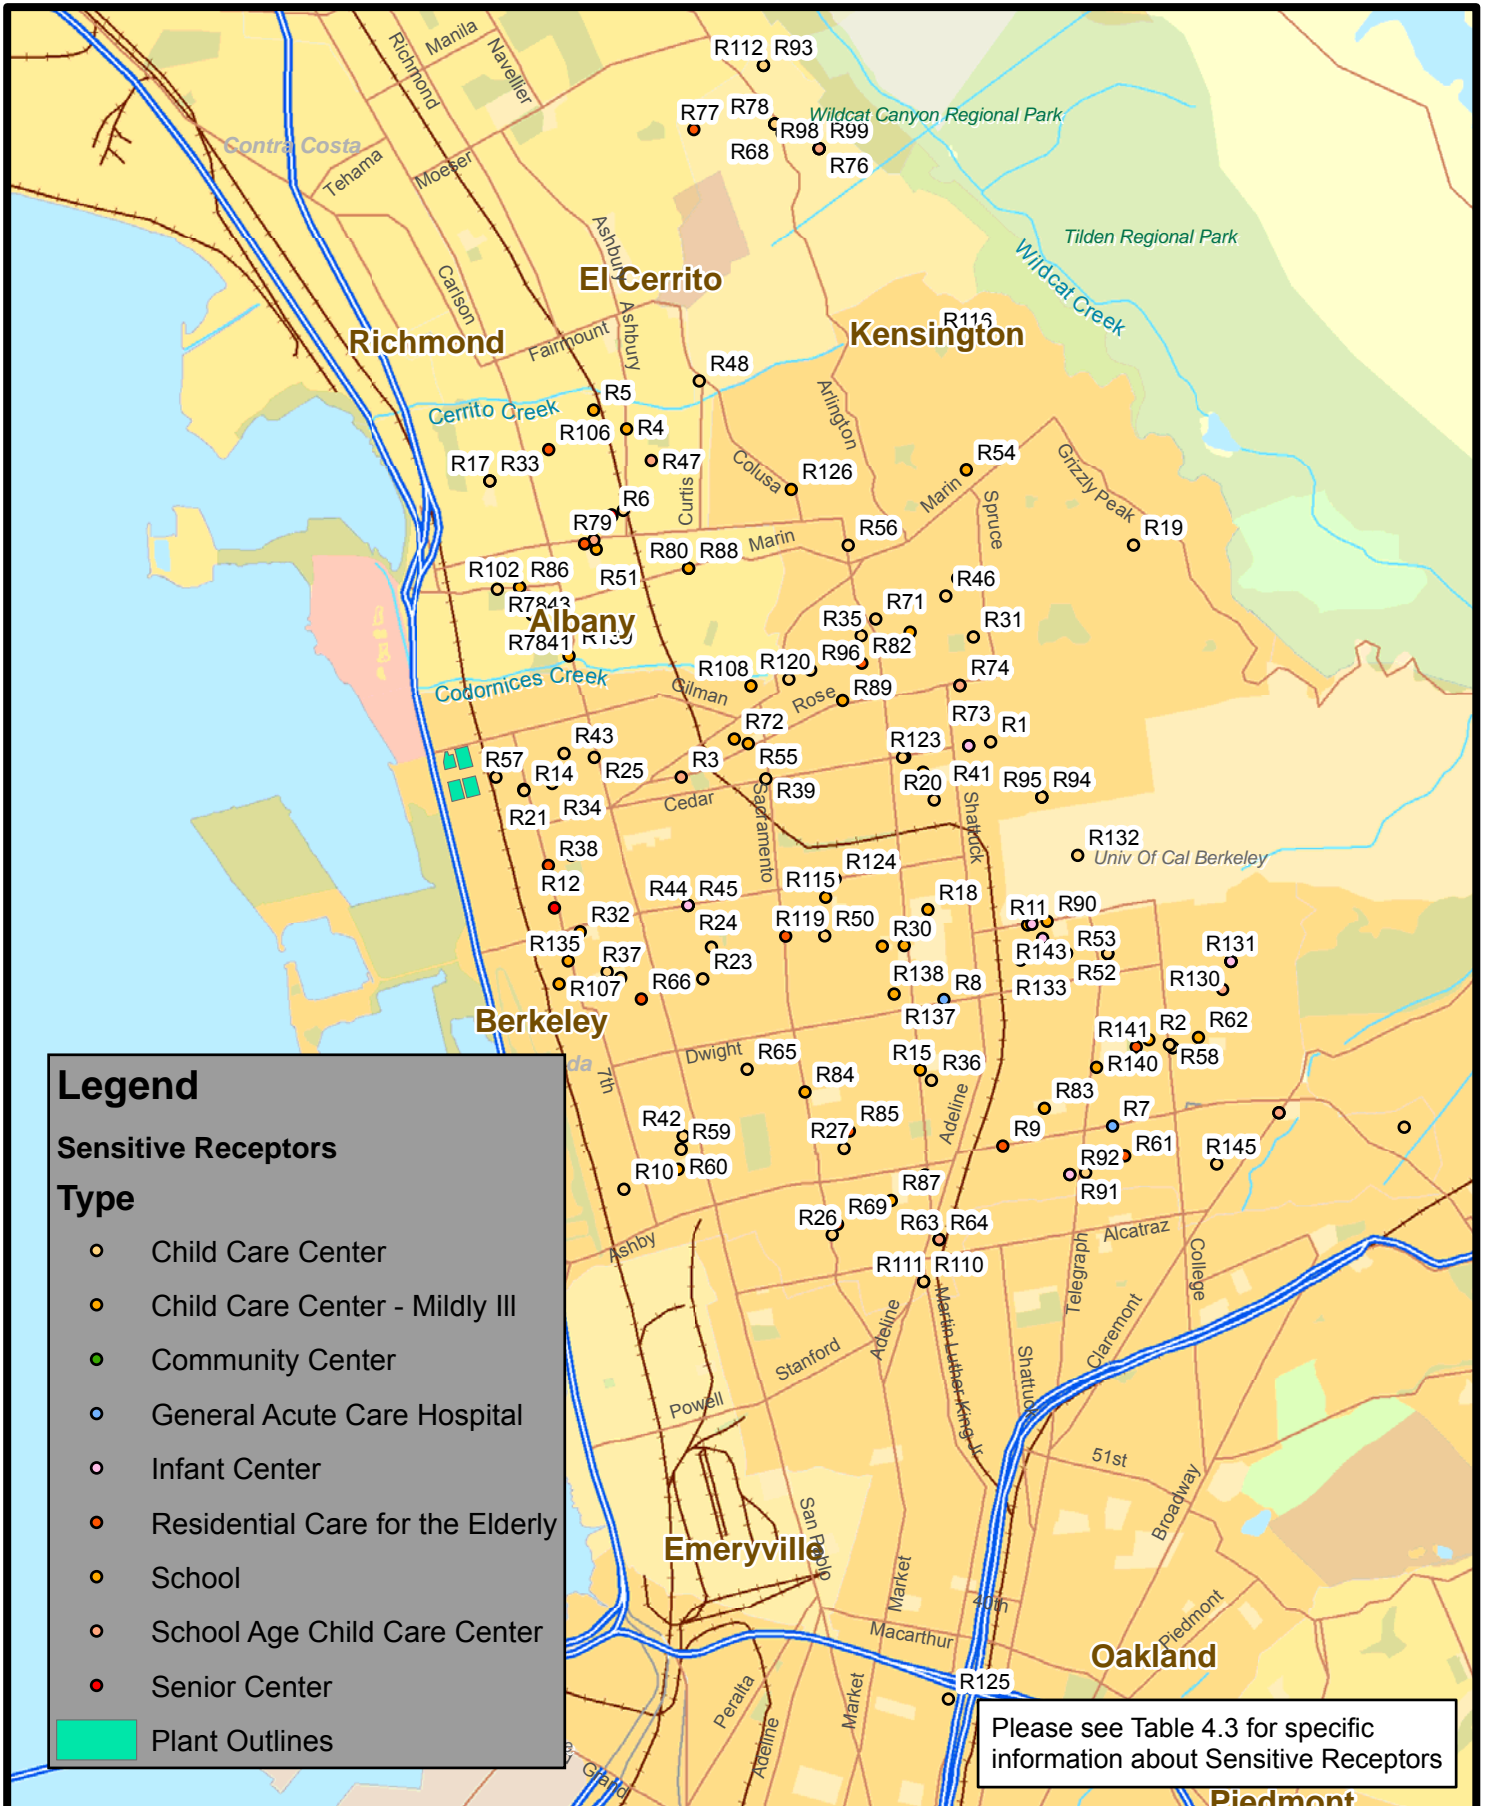 Manila
Richmond
Navellier
R112 R93
R77
R78
Wildcat Canyon Regional Park
R98 R99
R68
R76
Contra Costa
Tehama
Moeser
Tilden Regional Park
Wildcat Creek
Ashbury
El Cerrito
Carlson
Ashbury
R116
Kensington
Richmond
Fairmount
R48
Arlington
R5
Cerrito Creek
R4
R106
R17 R33
R47
Colusa
R126
R54
Marin
Grizzly Peak
Curtis
Spruce
R6
R79
R19
R56
Marin
R80 R88
R51
R102 R86
R46
R7843
Albany
R71
R35
R31
R7841
R82
R96
R120
R108
R74
Codornices Creek
Gilman
Rose
R89
R72
R73
R1
R43
R123
R57
R55
R3
R25
R14
R41
R95 R94
R20
R39
R34
R21
Cedar
Sacramento
Shattuck
R132
Univ Of Cal Berkeley
R38
R124
R12
R115
R44 R45
R18
R11
R90
R32
R24
R119 R50
R30
R53
R135
R131
R143
R37
R23
R52
R130
R66
R138
R8
R133
R107
R137
Berkeley
R141
R2
R62
Dwight
R15
R58
R65
R36
R140
da
7th
R84
R83
Adeline
R42
R85
R7
R59
R27
R9
R61
R92
R145
R10
R60
R87
R91
R69
R26
R63 R64
Alcatraz
Ashby
R111 R110
Telegraph
College
Martin Luther King Jr
Adeline
Claremont
Stanford
Shattuck
Powell
51st
Broadway
San Pablo
Emeryville
Market
40th
Macarthur
Piedmont
Oakland
R125
Peralta
Market
Adeline
Grand
Piedmont
Legend
Sensitive Receptors
Type
Child Care Center
Child Care Center - Mildly Ill
Community Center
General Acute Care Hospital
Infant Center
Residential Care for the Elderly
School
School Age Child Care Center
Senior Center
Plant Outlines
Please see Table 4.3 for specific
information about Sensitive Receptors